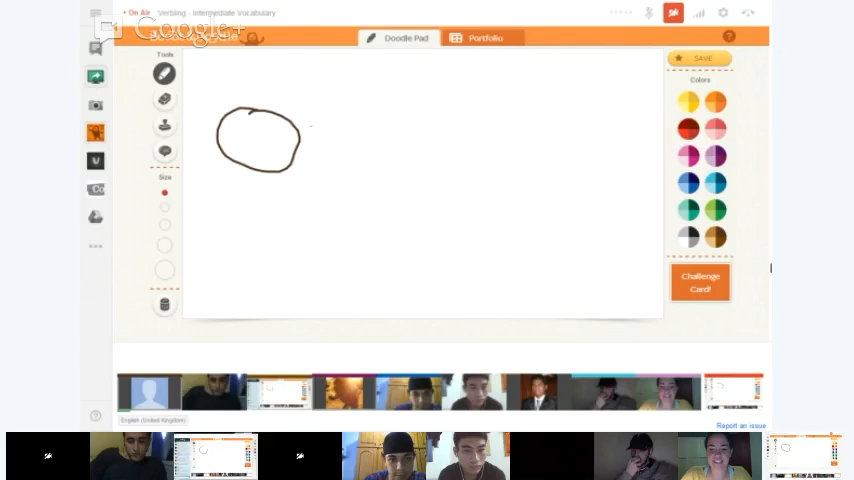 On Air Verbling - Intermediate Vocabulary
Google+
Doodle Pad
Portfolio
?
Tools
SAVE
Colors
Size
Co
Challenge
Card!
English (United Kingdom)
?
Report an issue